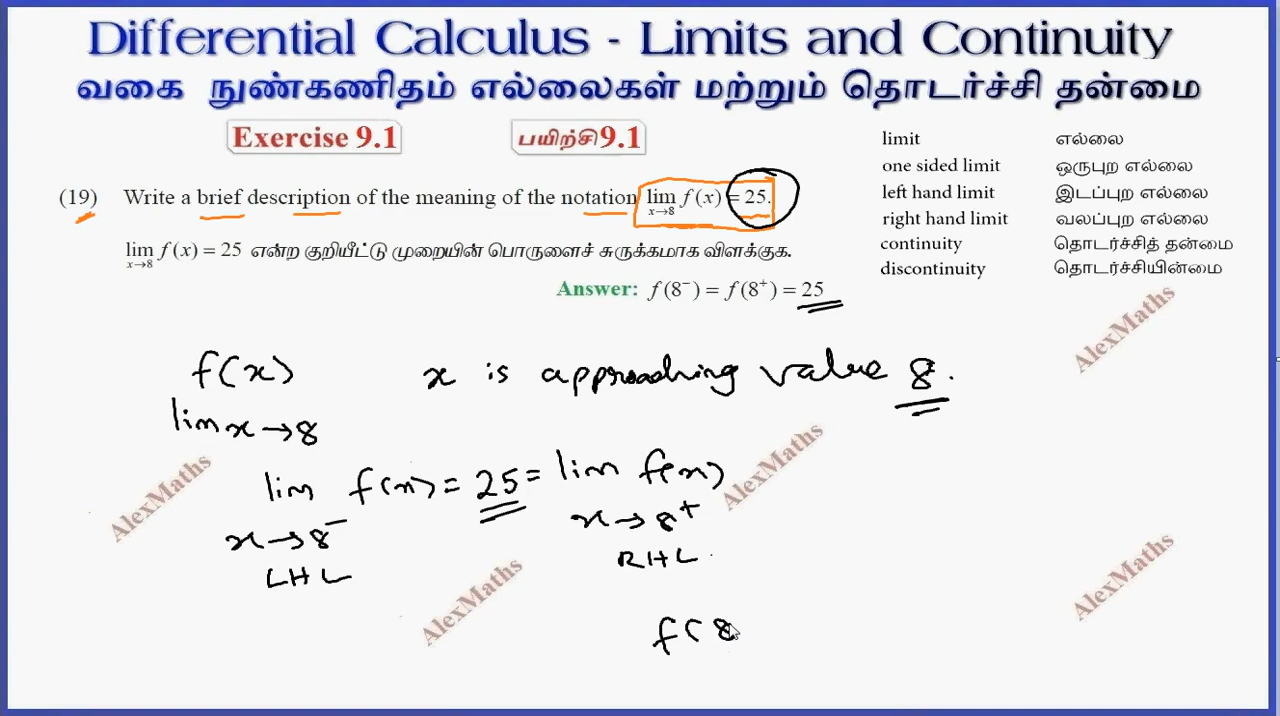 Differential Calculus - Limits and Continuity
வகை நுண்கணிதம் எல்லைகள் மற்றும் தொடர்ச்சி தன்மை
Exercise 9.1
பயிற்சி 9.1
limit எல்லை
one sided limit ஒருபுற எல்லை
left hand limit இடப்புற எல்லை
right hand limit வலப்புற எல்லை
continuity தொடர்ச்சித் தன்மை
discontinuity தொடர்ச்சியின்மை
(19) Write a brief description of the meaning of the notation lim x→8 f(x) = 25.
lim x→8 f(x) = 25 என்ற குறியீட்டு முறையின் பொருளைச் சுருக்கமாக விளக்குக.
Answer: f(8⁻) = f(8⁺) = 25
f(x) x is approaching value 8.
lim x→8
lim f(x) = 25 = lim f(x)
x→8⁻ x→8⁺
LHL RHL
f(8
AlexMaths
AlexMaths
AlexMaths
AlexMaths
AlexMaths